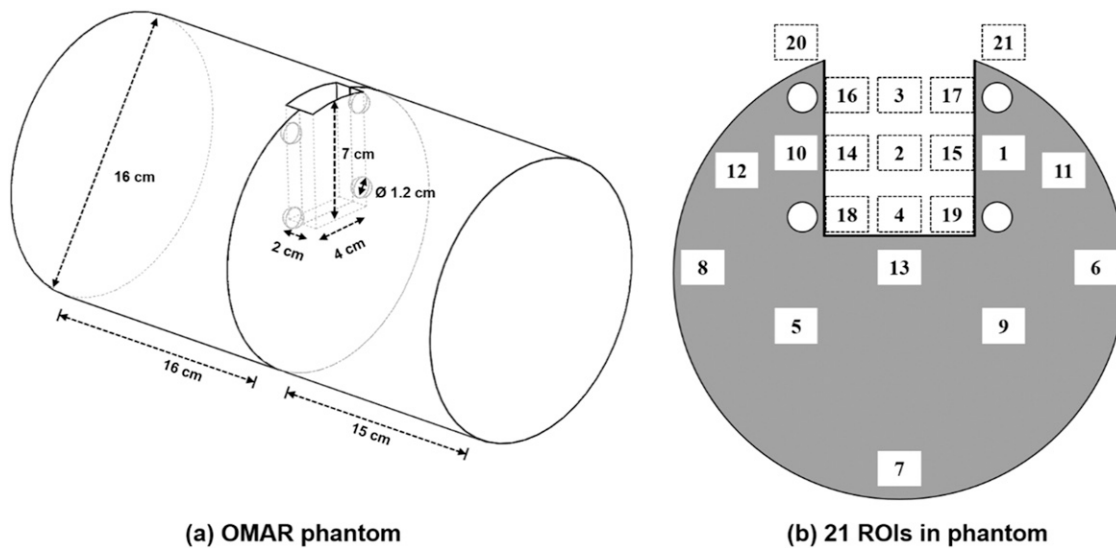 16 cm
7 cm
Ø 1.2 cm
2 cm
4 cm
16 cm
15 cm
(a) OMAR phantom
20 21
16 3 17
12 10 14 2 15 1 11
18 4 19
8 13 6
5 9
7
(b) 21 ROIs in phantom